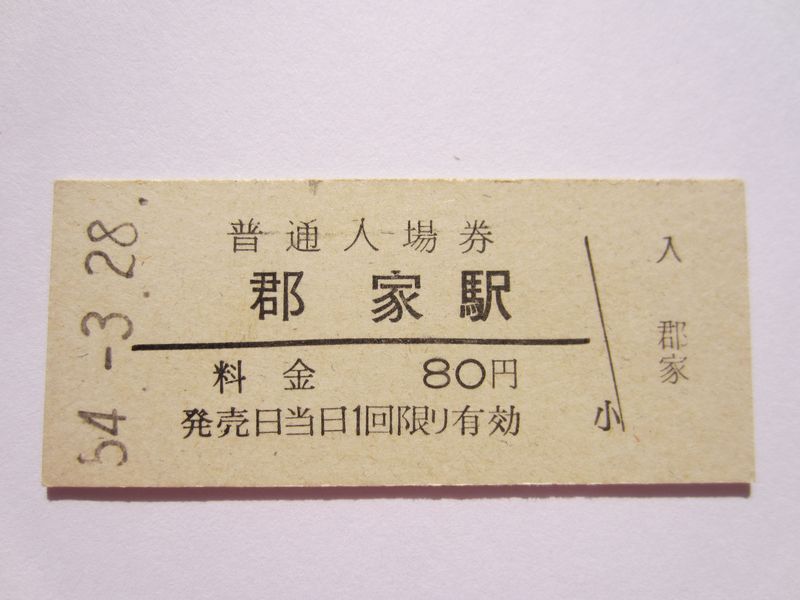 54.-3.28.
普通入場券
郡家駅
料金 80円
発売日当日1回限り有効
小
入
郡家